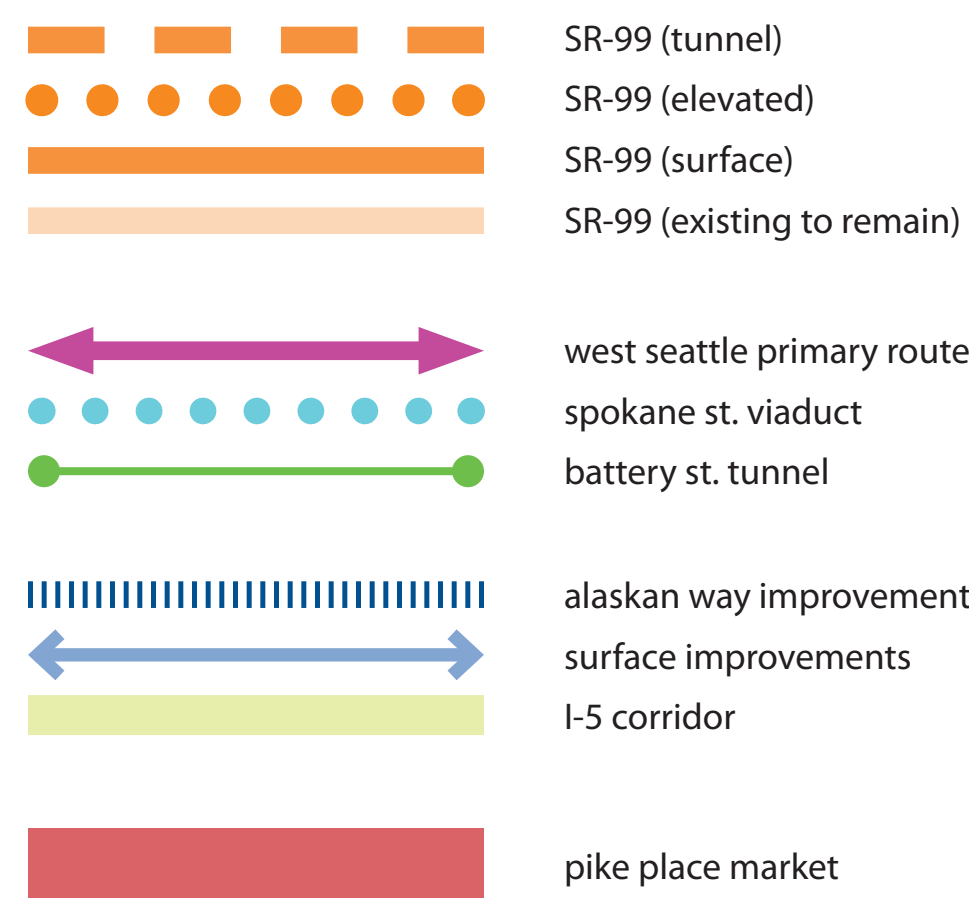 SR-99 (tunnel)
SR-99 (elevated)
SR-99 (surface)
SR-99 (existing to remain)
west seattle primary route
spokane st. viaduct
battery st. tunnel
alaskan way improvement
surface improvements
I-5 corridor
pike place market